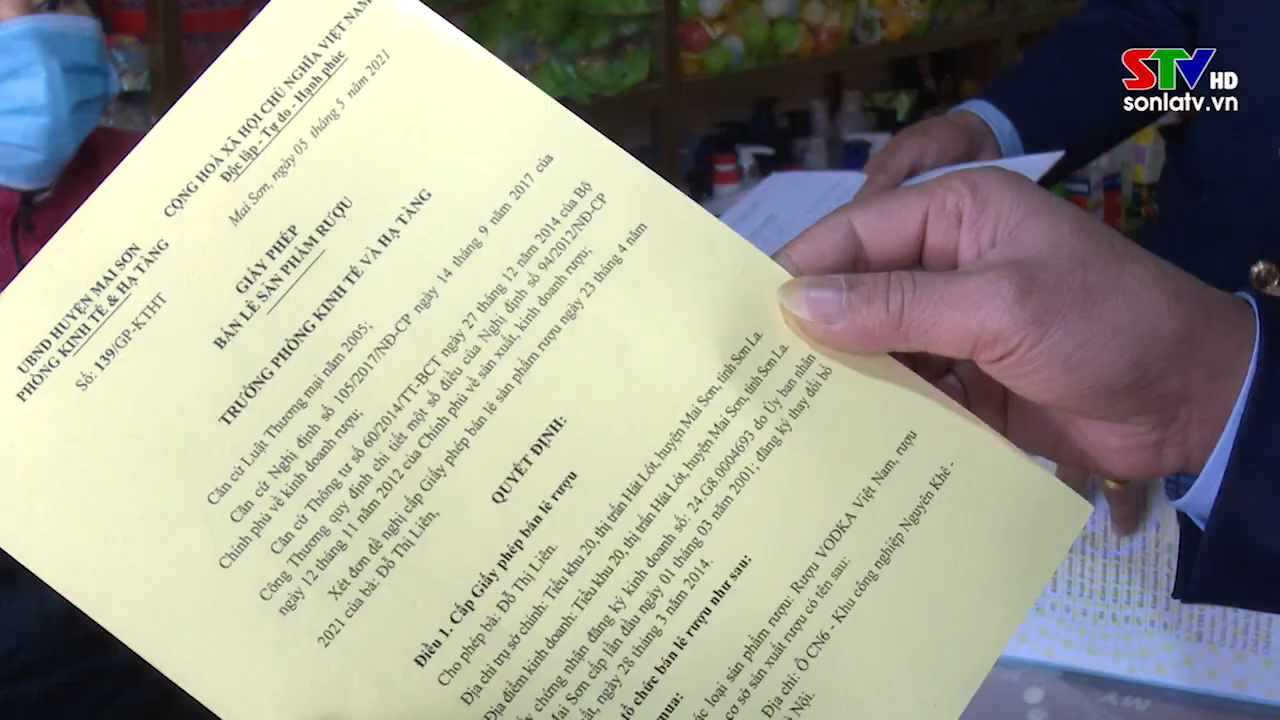 STV HD
sonlatv.vn
UBND HUYỆN MAI SƠN
PHÒNG KINH TẾ & HẠ TẦNG
Số: 139/GP-KTHT
CỘNG HOÀ XÃ HỘI CHỦ NGHĨA VIỆT NAM
Độc lập - Tự do - Hạnh phúc
Mai Sơn, ngày 05 tháng 5 năm 2021
GIẤY PHÉP
BÁN LẺ SẢN PHẨM RƯỢU
TRƯỞNG PHÒNG KINH TẾ VÀ HẠ TẦNG
Căn cứ Luật Thương mại năm 2005;
Căn cứ Nghị định số 105/2017/NĐ-CP ngày 14 tháng 9 năm 2017 của
Chính phủ về kinh doanh rượu;
Căn cứ Thông tư số 60/2014/TT-BCT ngày 27 tháng 12 năm 2014 của Bộ
Công Thương quy định chi tiết một số điều của Nghị định số 94/2012/NĐ-CP
ngày 12 tháng 11 năm 2012 của Chính phủ về sản xuất, kinh doanh rượu;
Xét đơn đề nghị cấp Giấy phép bán lẻ sản phẩm rượu ngày 23 tháng 4 năm
2021 của bà: Đỗ Thị Liên,
QUYẾT ĐỊNH:
Điều 1. Cấp Giấy phép bán lẻ rượu
Cho phép bà: Đỗ Thị Liên.
Địa chỉ trụ sở chính: Tiểu khu 20, thị trấn Hát Lót, huyện Mai Sơn, tỉnh Sơn La.
Địa điểm kinh doanh: Tiểu khu 20, thị trấn Hát Lót, huyện Mai Sơn, tỉnh Sơn La.
chứng nhận đăng ký kinh doanh số: 24.G8.0004693 do Ủy ban nhân
Mai Sơn cấp lần đầu ngày 01 tháng 03 năm 2001; đăng ký thay đổi bổ
ngày 28 tháng 3 năm 2014.
tổ chức bán lẻ rượu như sau:
mua:
loại sản phẩm rượu: Rượu VODKA Việt Nam, rượu
cơ sở sản xuất rượu có tên sau:
Địa chỉ: Ô CN6 - Khu công nghiệp Nguyên Khê -
Nội.